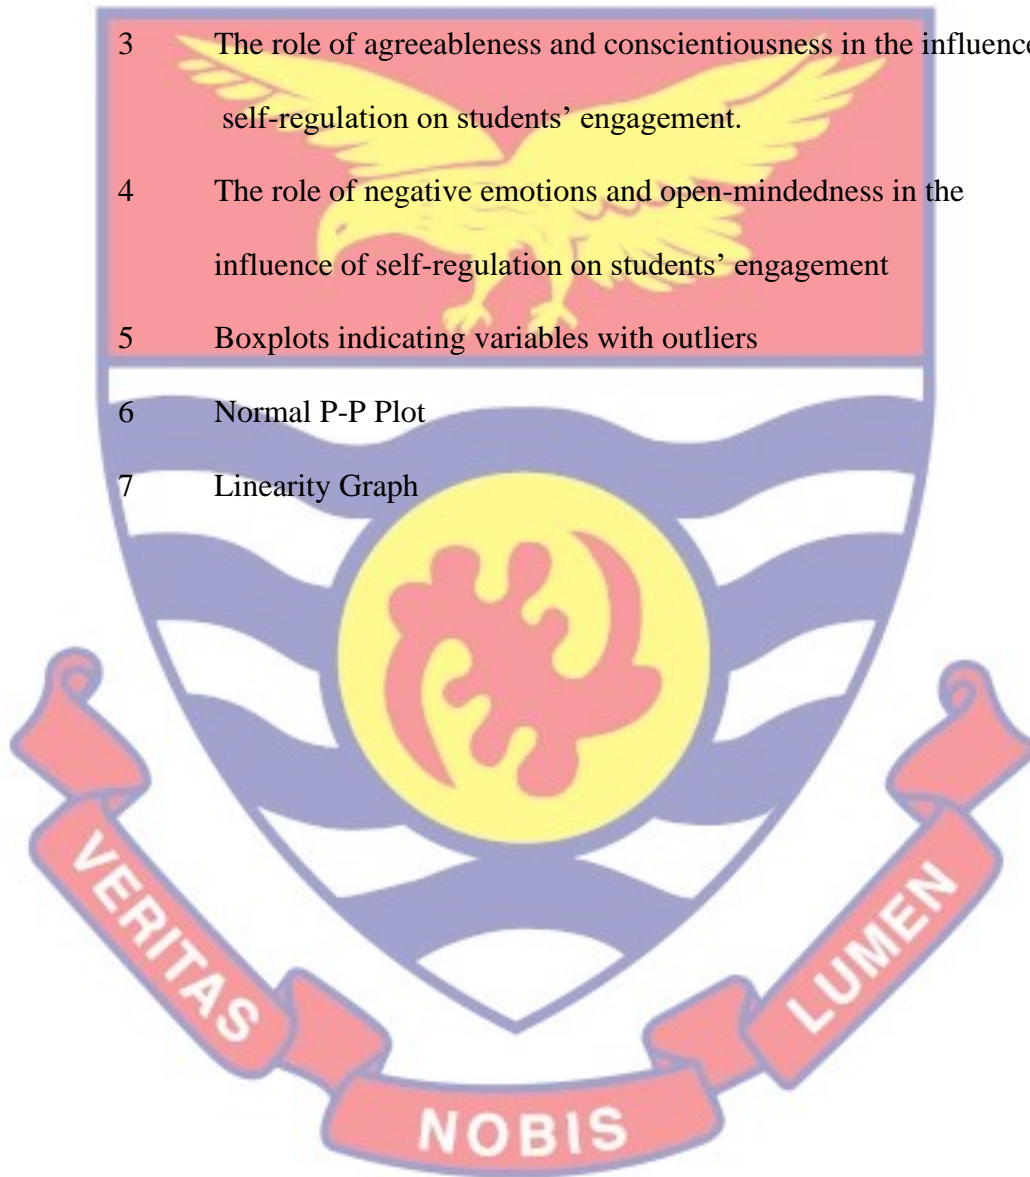 3 The role of agreeableness and conscientiousness in the influence
self-regulation on students’ engagement.
4 The role of negative emotions and open-mindedness in the
influence of self-regulation on students’ engagement
5 Boxplots indicating variables with outliers
6 Normal P-P Plot
7 Linearity Graph
VERITAS
NOBIS
LUMEN